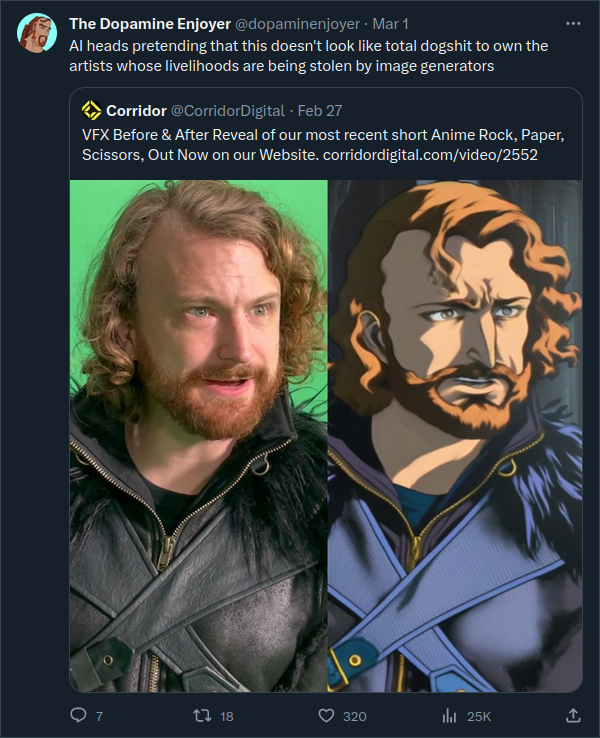 The Dopamine Enjoyer @dopaminenjoyer · Mar 1
AI heads pretending that this doesn't look like total dogshit to own the
artists whose livelihoods are being stolen by image generators
Corridor @CorridorDigital · Feb 27
VFX Before & After Reveal of our most recent short Anime Rock, Paper,
Scissors, Out Now on our Website. corridordigital.com/video/2552
7 18 320 25K